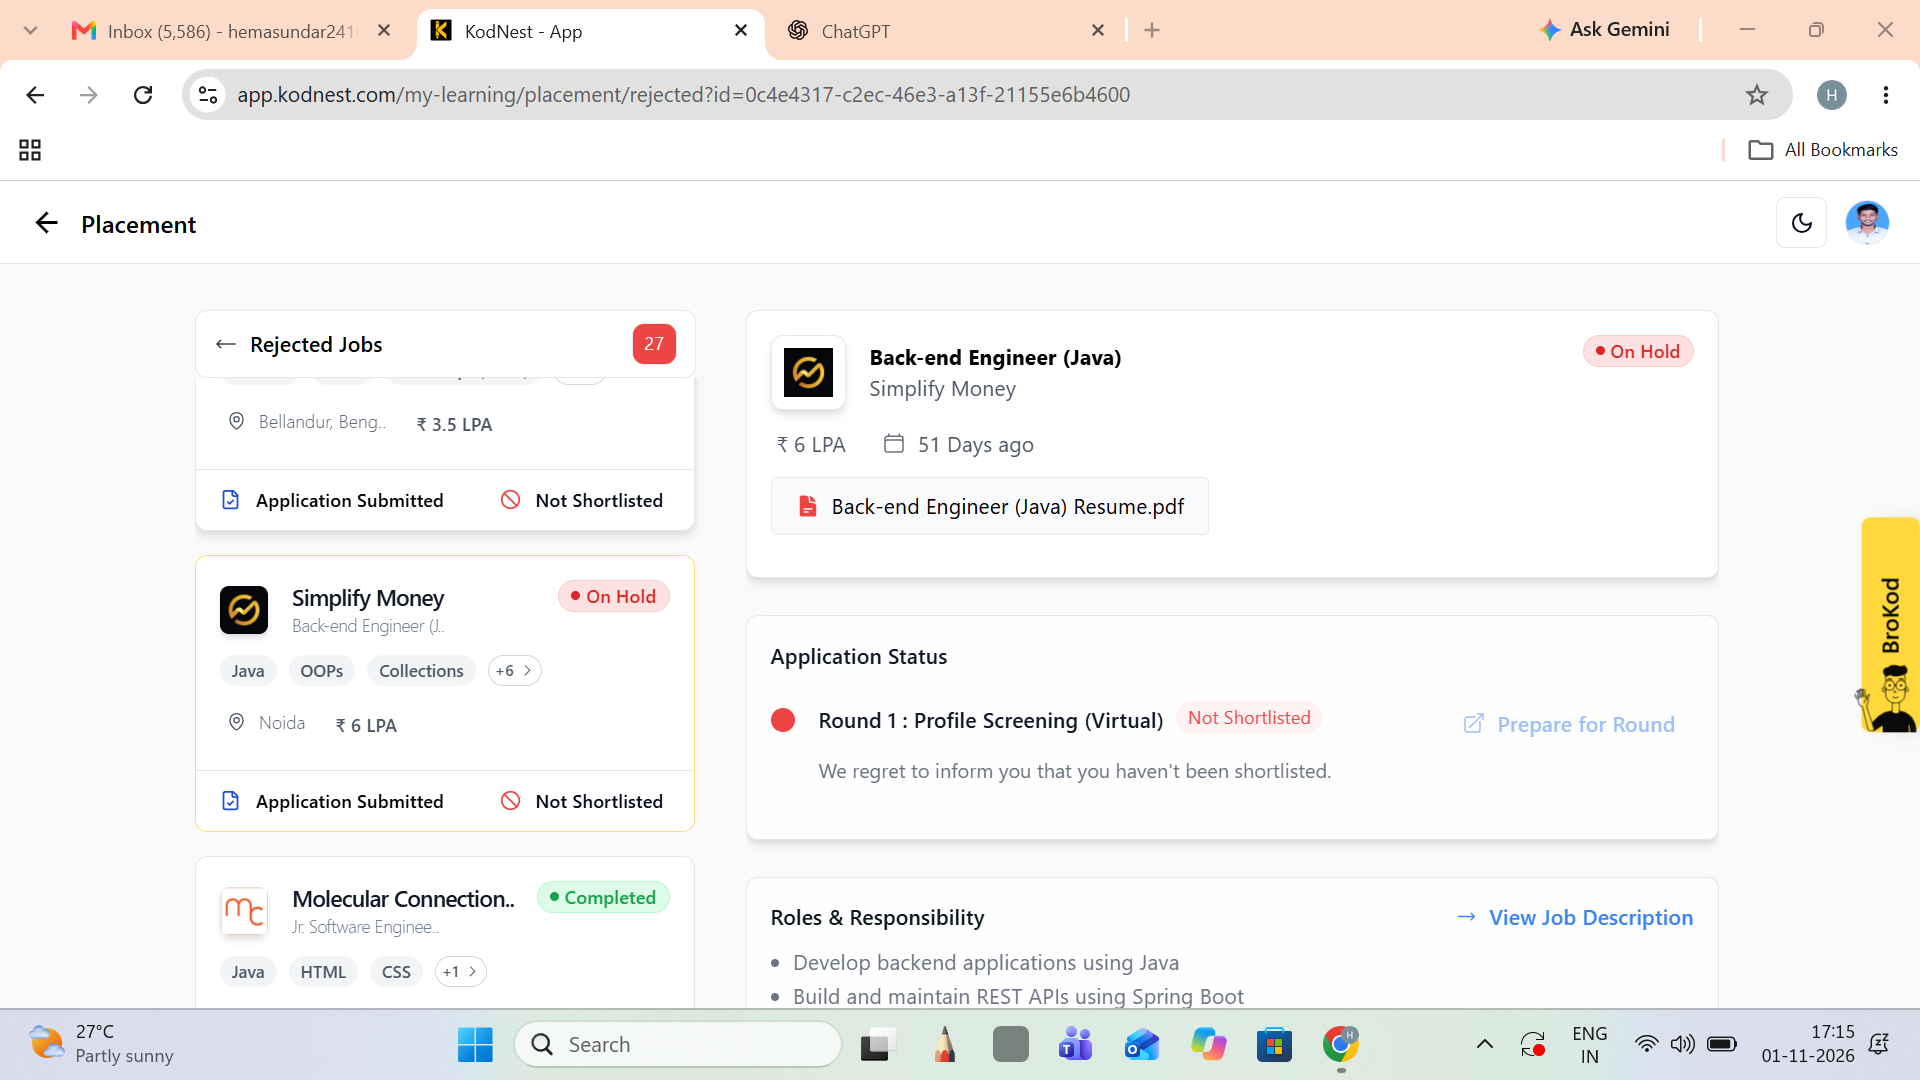 Inbox (5,586) - hemasundar241
KodNest - App
ChatGPT
Ask Gemini
app.kodnest.com/my-learning/placement/rejected?id=0c4e4317-c2ec-46e3-a13f-21155e6b4600
H
All Bookmarks
Placement
Rejected Jobs
27
Bellandur, Beng..
₹ 3.5 LPA
Application Submitted
Not Shortlisted
Simplify Money
On Hold
Back-end Engineer (J..
Java
OOPs
Collections
+6
Noida
₹ 6 LPA
Application Submitted
Not Shortlisted
Molecular Connection..
Completed
Jr. Software Enginee..
Java
HTML
CSS
+1
Back-end Engineer (Java)
On Hold
Simplify Money
₹ 6 LPA
51 Days ago
Back-end Engineer (Java) Resume.pdf
Application Status
Round 1 : Profile Screening (Virtual)
Not Shortlisted
Prepare for Round
We regret to inform you that you haven't been shortlisted.
Roles & Responsibility
View Job Description
Develop backend applications using Java
Build and maintain REST APIs using Spring Boot
BroKod
27°C
Partly sunny
Search
ENG
IN
17:15
01-11-2026